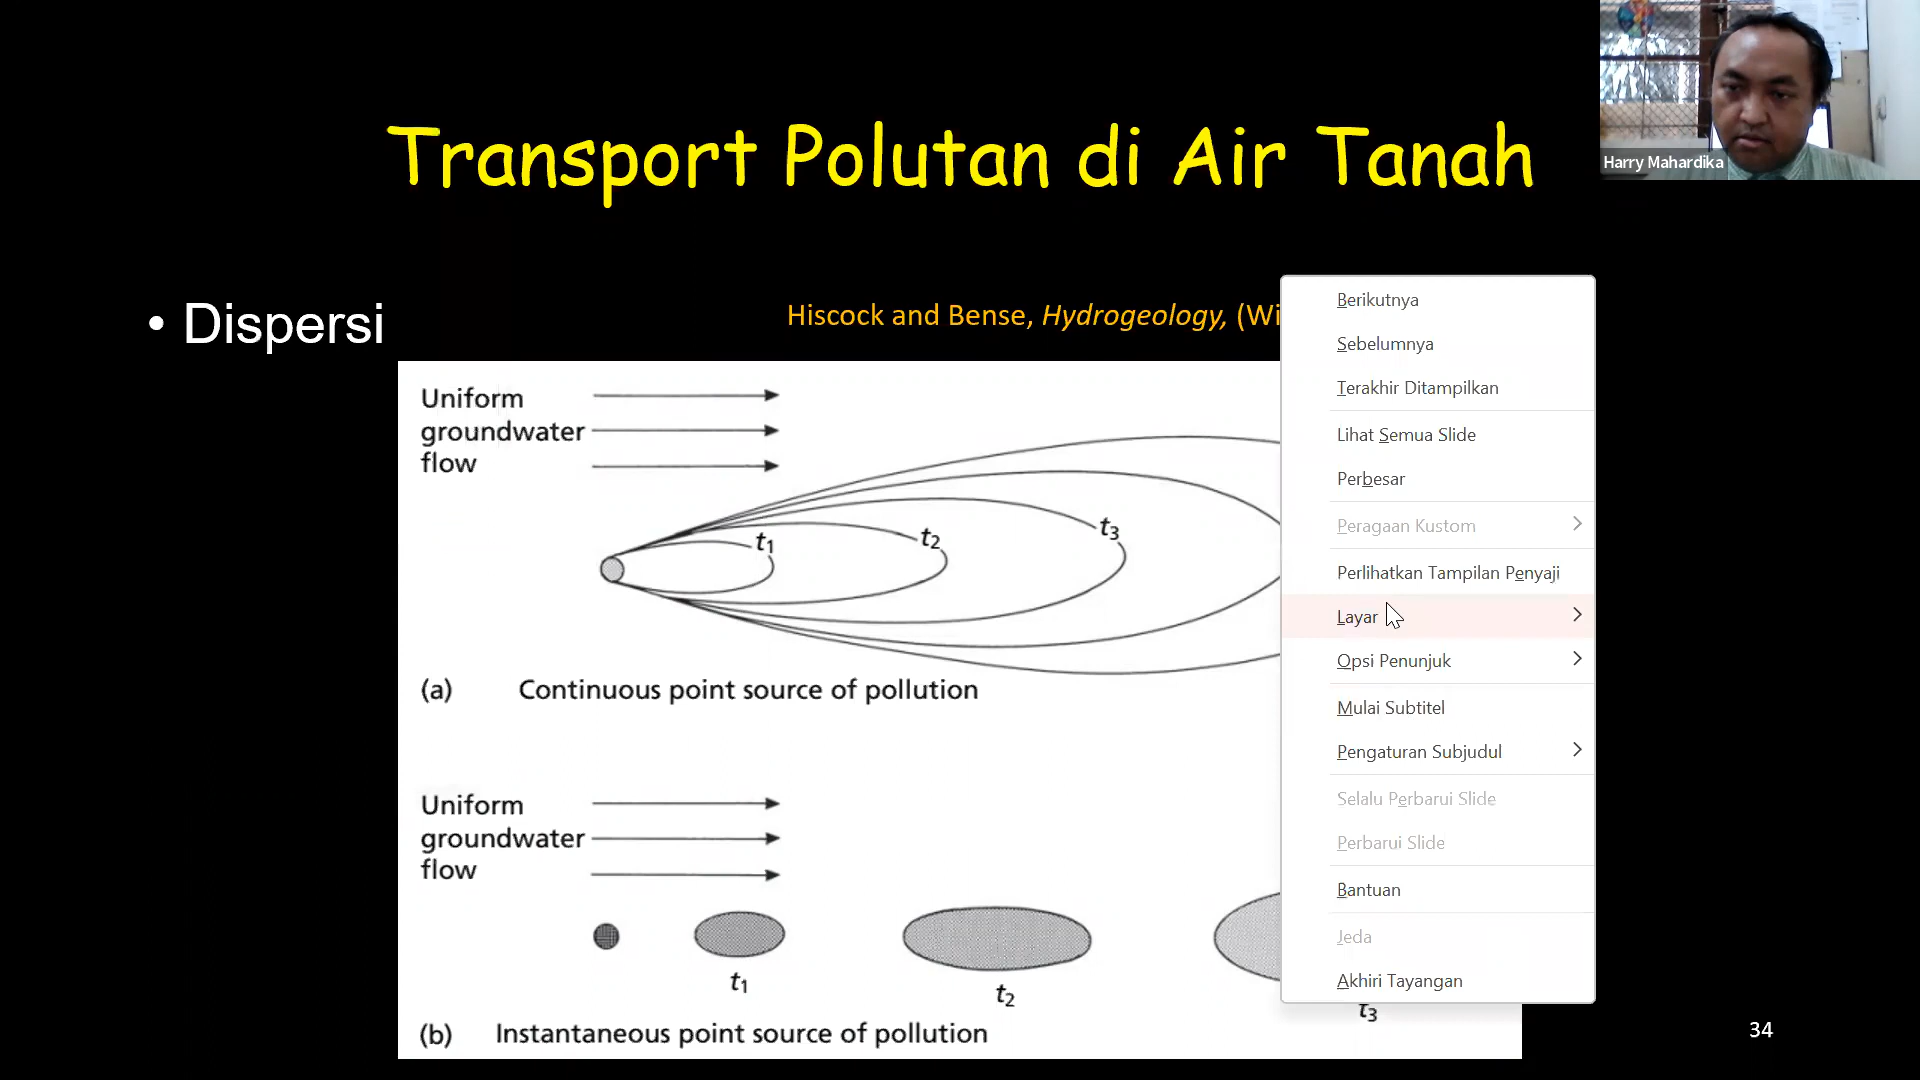 Transport Polutan di Air Tanah
Harry Mahardika
• Dispersi
Hiscock and Bense, Hydrogeology, (Wi
Uniform
groundwater
flow
t1
t2
t3
(a) Continuous point source of pollution
Uniform
groundwater
flow
t1
t2
t3
(b) Instantaneous point source of pollution
Berikutnya
Sebelumnya
Terakhir Ditampilkan
Lihat Semua Slide
Perbesar
Peragaan Kustom
Perlihatkan Tampilan Penyaji
Layar
Opsi Penunjuk
Mulai Subtitel
Pengaturan Subjudul
Selalu Perbarui Slide
Perbarui Slide
Bantuan
Jeda
Akhiri Tayangan
34